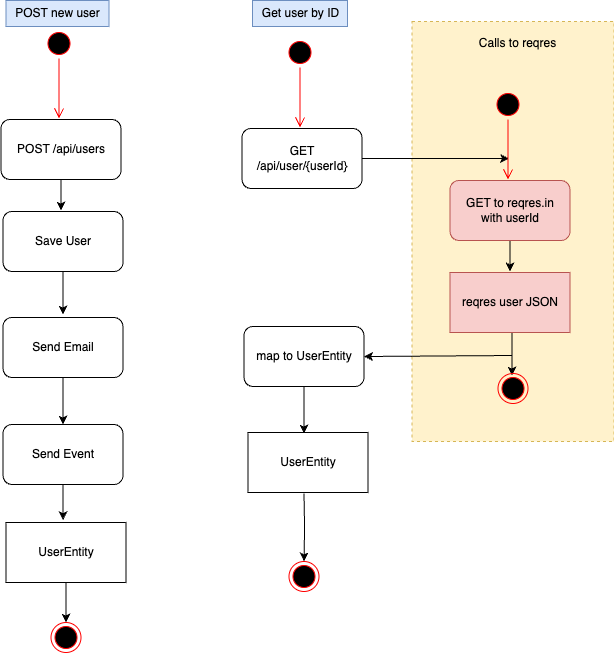 POST new user
Get user by ID
Calls to reqres
POST /api/users
GET
/api/user/{userId}
GET to reqres.in
with userId
Save User
reqres user JSON
Send Email
map to UserEntity
Send Event
UserEntity
UserEntity